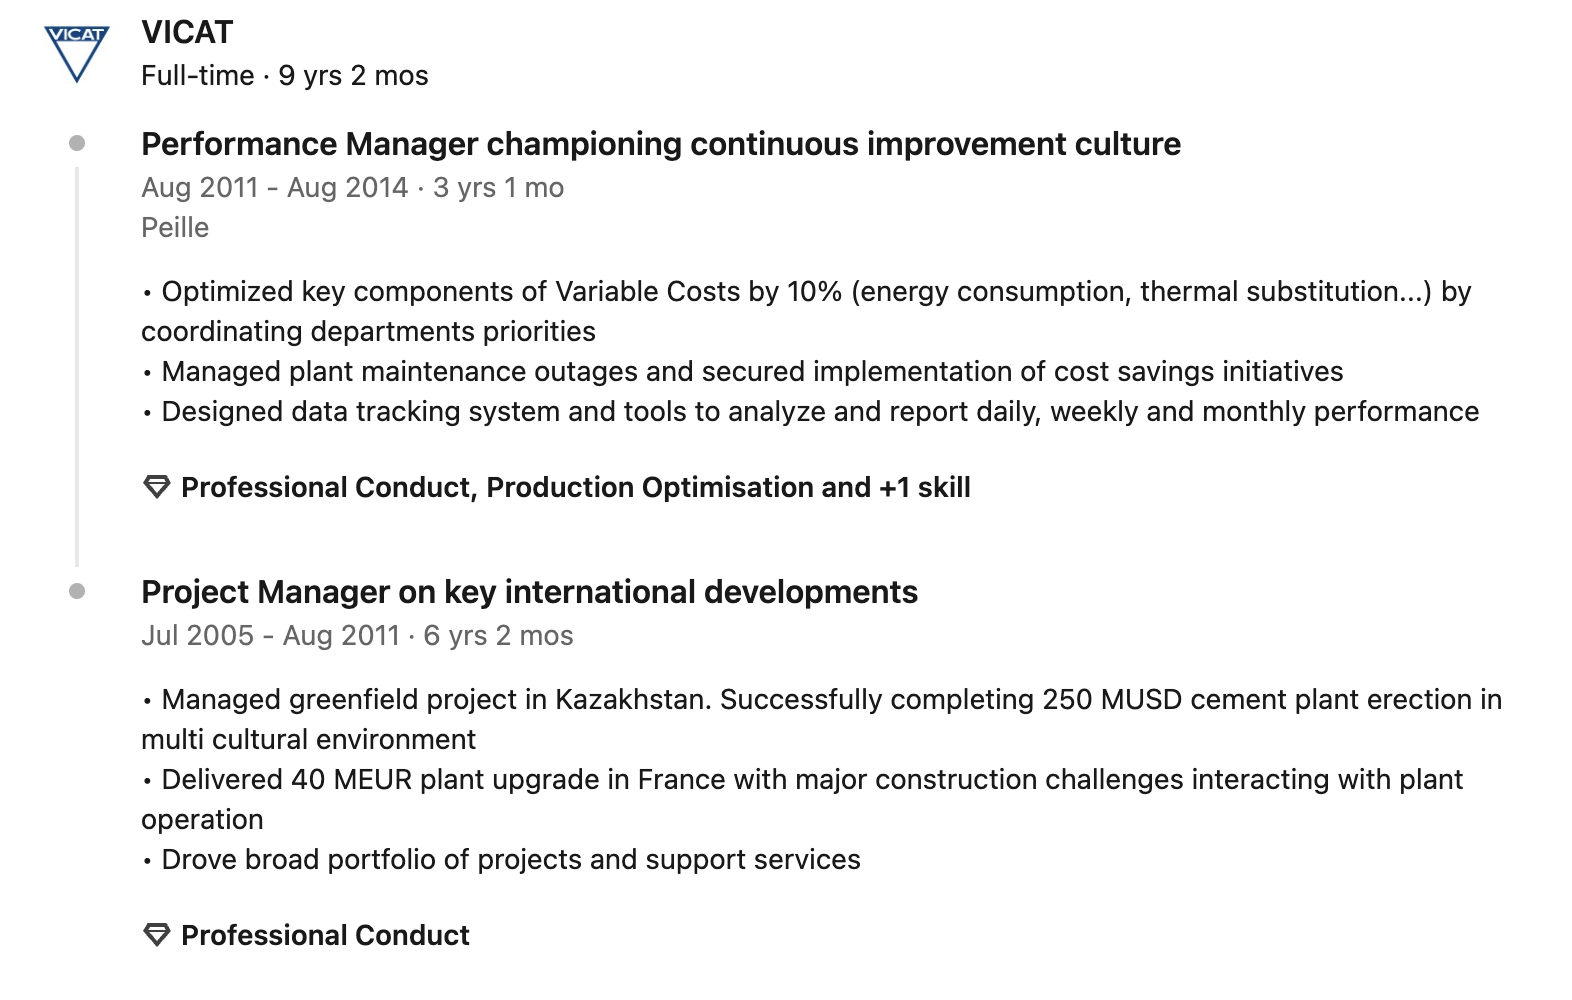 VICAT
VICAT
Full-time · 9 yrs 2 mos
Performance Manager championing continuous improvement culture
Aug 2011 - Aug 2014 · 3 yrs 1 mo
Peille
• Optimized key components of Variable Costs by 10% (energy consumption, thermal substitution...) by
coordinating departments priorities
• Managed plant maintenance outages and secured implementation of cost savings initiatives
• Designed data tracking system and tools to analyze and report daily, weekly and monthly performance
Professional Conduct, Production Optimisation and +1 skill
Project Manager on key international developments
Jul 2005 - Aug 2011 · 6 yrs 2 mos
• Managed greenfield project in Kazakhstan. Successfully completing 250 MUSD cement plant erection in
multi cultural environment
• Delivered 40 MEUR plant upgrade in France with major construction challenges interacting with plant
operation
• Drove broad portfolio of projects and support services
Professional Conduct